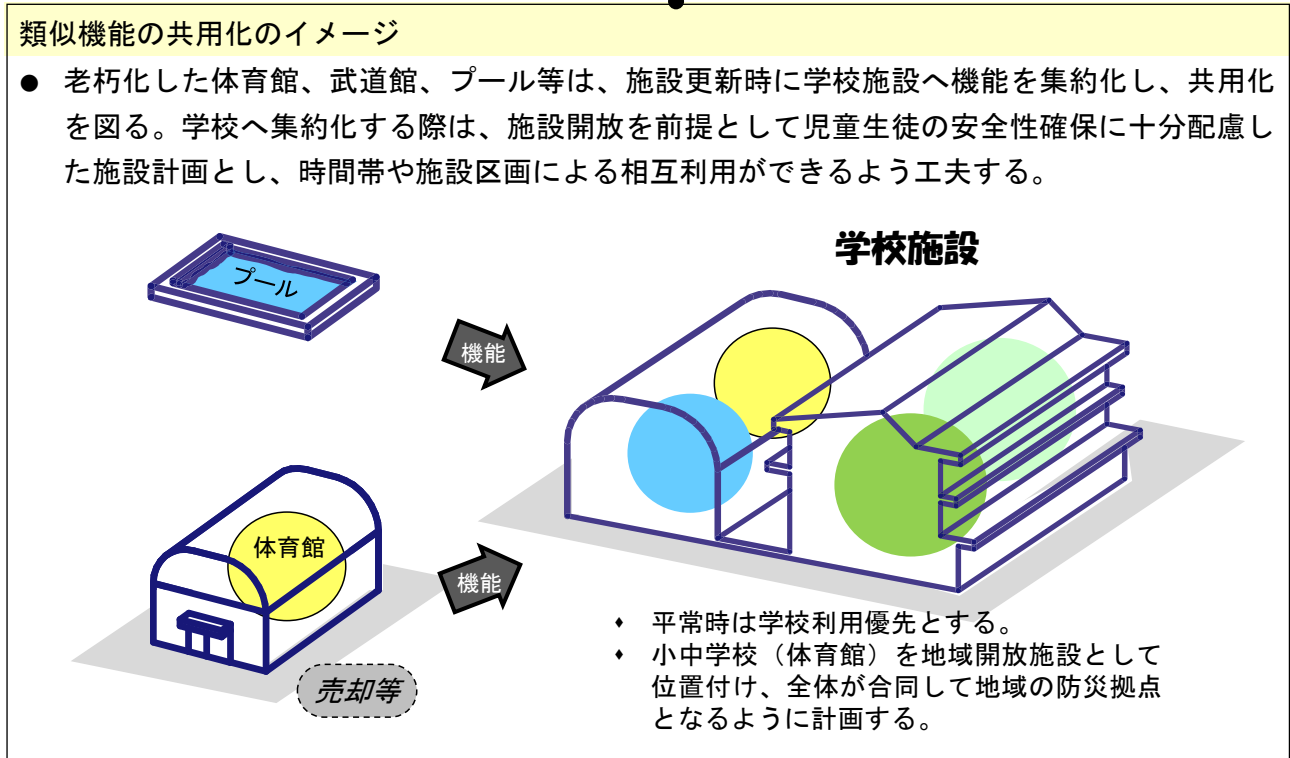 類似機能の共用化のイメージ
● 老朽化した体育館、武道館、プール等は、施設更新時に学校施設へ機能を集約化し、共用化
を図る。学校へ集約化する際は、施設開放を前提として児童生徒の安全性確保に十分配慮し
た施設計画とし、時間帯や施設区画による相互利用ができるよう工夫する。
学校施設
プール
機能
体育館
機能
売却等
◆ 平常時は学校利用優先とする。
◆ 小中学校（体育館）を地域開放施設として
位置付け、全体が合同して地域の防災拠点
となるように計画する。